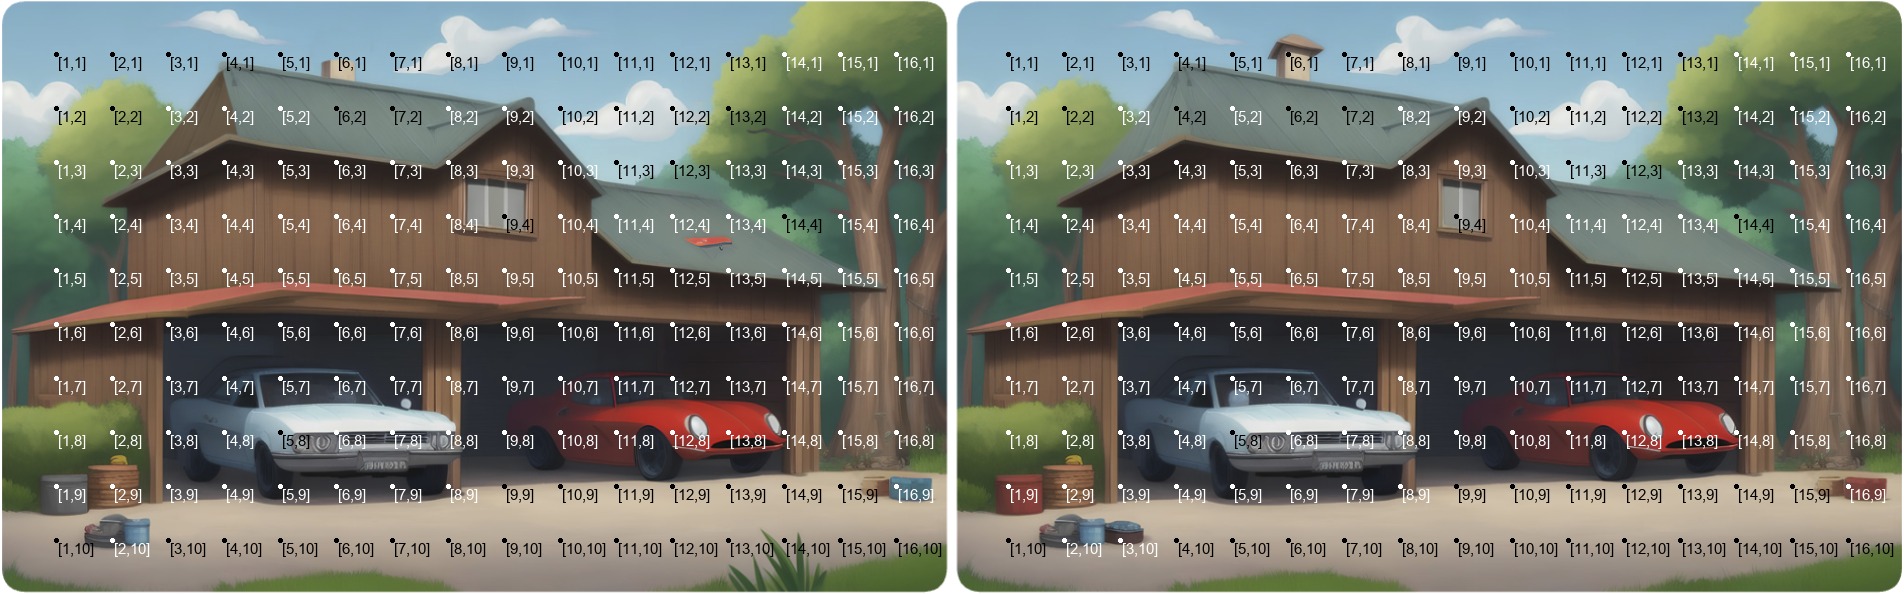 [1,1] [2,1] [3,1] [4,1] [5,1] [6,1] [7,1] [8,1] [9,1] [10,1] [11,1] [12,1] [13,1] [14,1] [15,1] [16,1] [1,1] [2,1] [3,1] [4,1] [5,1] [6,1] [7,1] [8,1] [9,1] [10,1] [11,1] [12,1] [13,1] [14,1] [15,1] [16,1]
[1,2] [2,2] [3,2] [4,2] [5,2] [6,2] [7,2] [8,2] [9,2] [10,2] [11,2] [12,2] [13,2] [14,2] [15,2] [16,2] [1,2] [2,2] [3,2] [4,2] [5,2] [6,2] [7,2] [8,2] [9,2] [10,2] [11,2] [12,2] [13,2] [14,2] [15,2] [16,2]
[1,3] [2,3] [3,3] [4,3] [5,3] [6,3] [7,3] [8,3] [9,3] [10,3] [11,3] [12,3] [13,3] [14,3] [15,3] [16,3] [1,3] [2,3] [3,3] [4,3] [5,3] [6,3] [7,3] [8,3] [9,3] [10,3] [11,3] [12,3] [13,3] [14,3] [15,3] [16,3]
[1,4] [2,4] [3,4] [4,4] [5,4] [6,4] [7,4] [8,4] [9,4] [10,4] [11,4] [12,4] [13,4] [14,4] [15,4] [16,4] [1,4] [2,4] [3,4] [4,4] [5,4] [6,4] [7,4] [8,4] [9,4] [10,4] [11,4] [12,4] [13,4] [14,4] [15,4] [16,4]
[1,5] [2,5] [3,5] [4,5] [5,5] [6,5] [7,5] [8,5] [9,5] [10,5] [11,5] [12,5] [13,5] [14,5] [15,5] [16,5] [1,5] [2,5] [3,5] [4,5] [5,5] [6,5] [7,5] [8,5] [9,5] [10,5] [11,5] [12,5] [13,5] [14,5] [15,5] [16,5]
[1,6] [2,6] [3,6] [4,6] [5,6] [6,6] [7,6] [8,6] [9,6] [10,6] [11,6] [12,6] [13,6] [14,6] [15,6] [16,6] [1,6] [2,6] [3,6] [4,6] [5,6] [6,6] [7,6] [8,6] [9,6] [10,6] [11,6] [12,6] [13,6] [14,6] [15,6] [16,6]
[1,7] [2,7] [3,7] [4,7] [5,7] [6,7] [7,7] [8,7] [9,7] [10,7] [11,7] [12,7] [13,7] [14,7] [15,7] [16,7] [1,7] [2,7] [3,7] [4,7] [5,7] [6,7] [7,7] [8,7] [9,7] [10,7] [11,7] [12,7] [13,7] [14,7] [15,7] [16,7]
[1,8] [2,8] [3,8] [4,8] [5,8] [6,8] [7,8] [8,8] [9,8] [10,8] [11,8] [12,8] [13,8] [14,8] [15,8] [16,8] [1,8] [2,8] [3,8] [4,8] [5,8] [6,8] [7,8] [8,8] [9,8] [10,8] [11,8] [12,8] [13,8] [14,8] [15,8] [16,8]
[1,9] [2,9] [3,9] [4,9] [5,9] [6,9] [7,9] [8,9] [9,9] [10,9] [11,9] [12,9] [13,9] [14,9] [15,9] [16,9] [1,9] [2,9] [3,9] [4,9] [5,9] [6,9] [7,9] [8,9] [9,9] [10,9] [11,9] [12,9] [13,9] [14,9] [15,9] [16,9]
[1,10] [2,10] [3,10] [4,10] [5,10] [6,10] [7,10] [8,10] [9,10] [10,10] [11,10] [12,10] [13,10] [14,10] [15,10] [16,10] [1,10] [2,10] [3,10] [4,10] [5,10] [6,10] [7,10] [8,10] [9,10] [10,10] [11,10] [12,10] [13,10] [14,10] [15,10] [16,10]